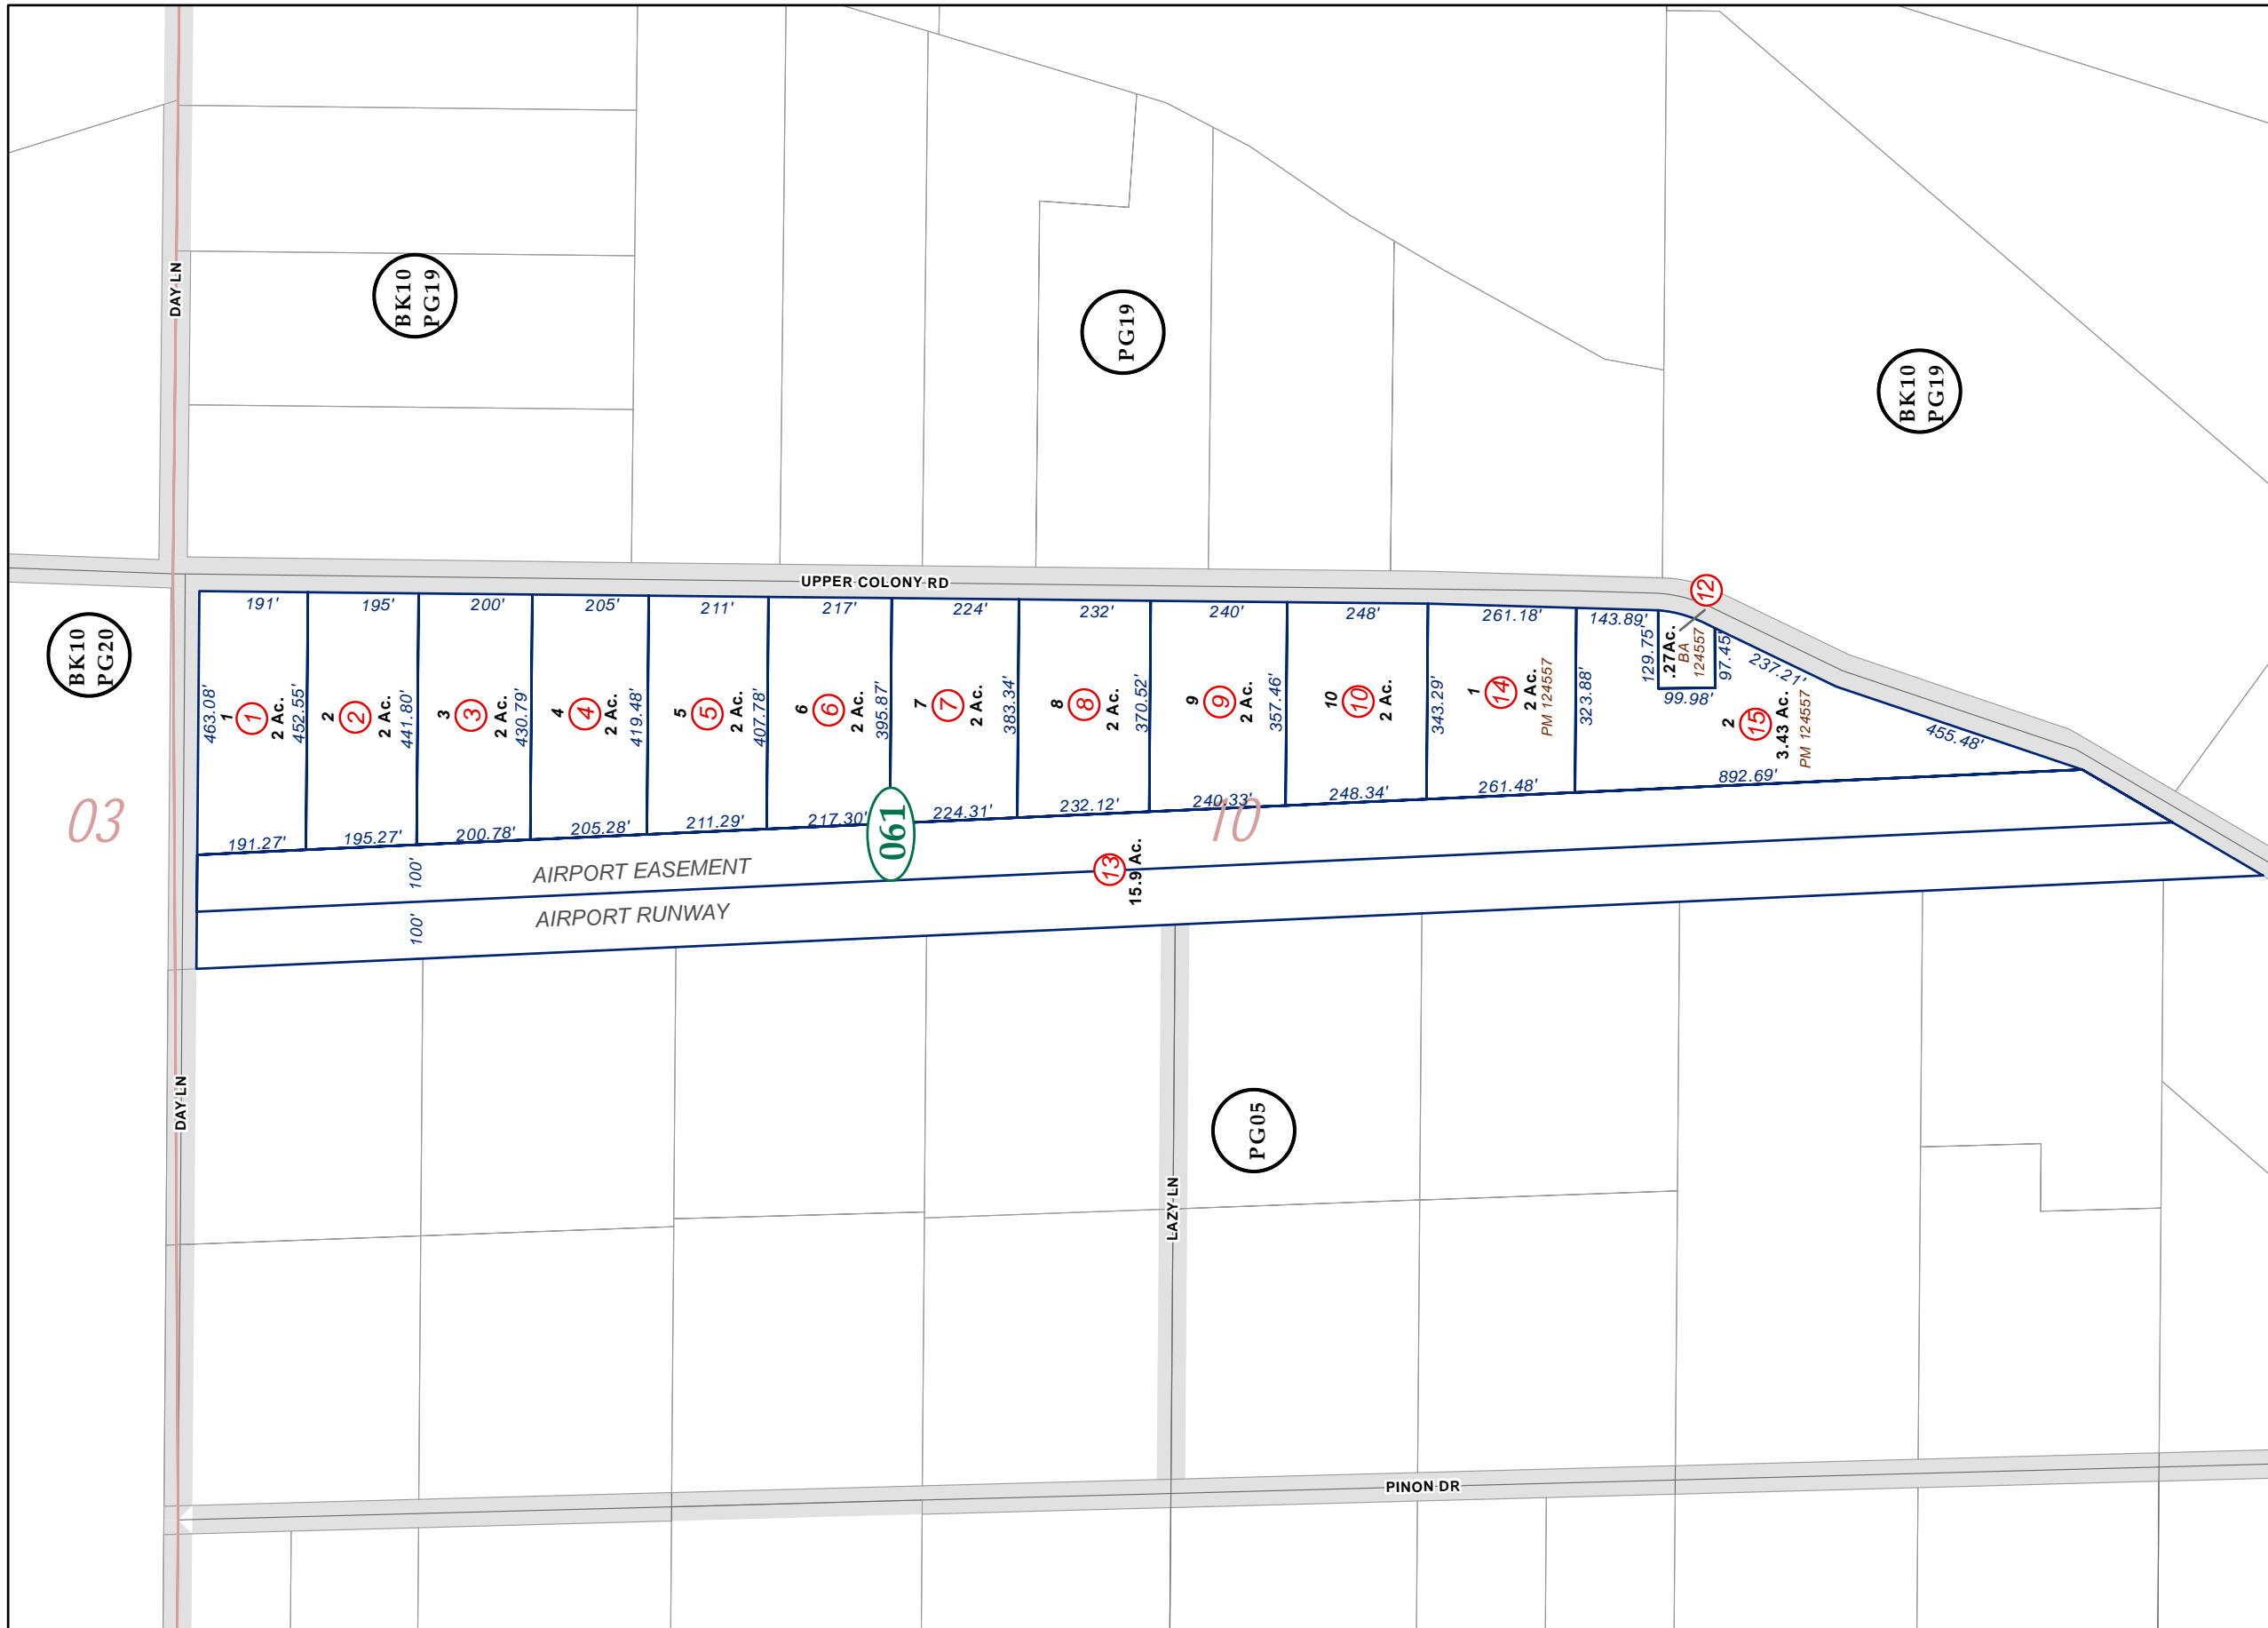 DAY LN
BK10
PG19
PG19
BK10
PG19
UPPER COLONY RD
BK10
PG20
03
10
191'
195'
200'
205'
211'
217'
224'
232'
240'
248'
261.18'
143.89'
12
463.08'
1
1
2 Ac.
452.55'
2
2
2 Ac.
441.80'
3
3
2 Ac.
430.79'
4
4
2 Ac.
419.48'
5
5
2 Ac.
407.78'
6
6
2 Ac.
395.87'
7
7
2 Ac.
383.34'
8
8
2 Ac.
370.52'
9
9
2 Ac.
357.46'
10
10
2 Ac.
343.29'
1
14
2 Ac.
PM 124557
323.88'
129.75'
.27Ac.
BA
124557
97.45'
99.98'
237.21'
2
15
3.43 Ac.
PM 124557
455.48'
892.69'
191.27'
195.27'
200.78'
205.28'
211.29'
217.30'
224.31'
232.12'
240.33'
248.34'
261.48'
061
100'
AIRPORT EASEMENT
13
15.9 Ac.
100'
AIRPORT RUNWAY
DAY LN
PG05
LAZY LN
PINON DR